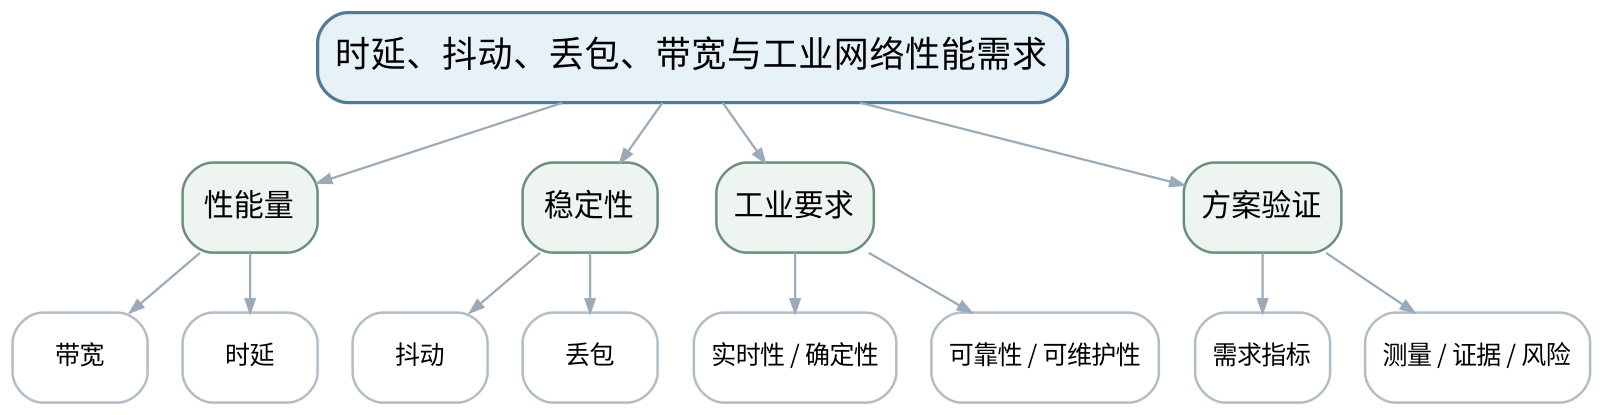 时延、抖动、丢包、带宽与工业网络性能需求
性能量
稳定性
工业要求
方案验证
带宽
时延
抖动
丢包
实时性 / 确定性
可靠性 / 可维护性
需求指标
测量 / 证据 / 风险